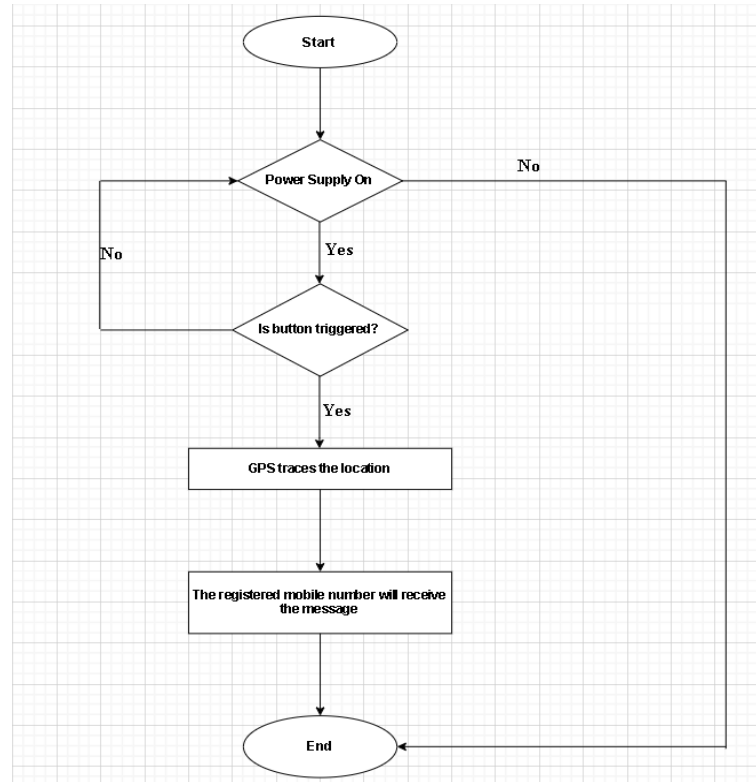 Start
Power Supply On
No
Yes
No
Is button triggered?
Yes
GPS traces the location
The registered mobile number will receive
the message
End